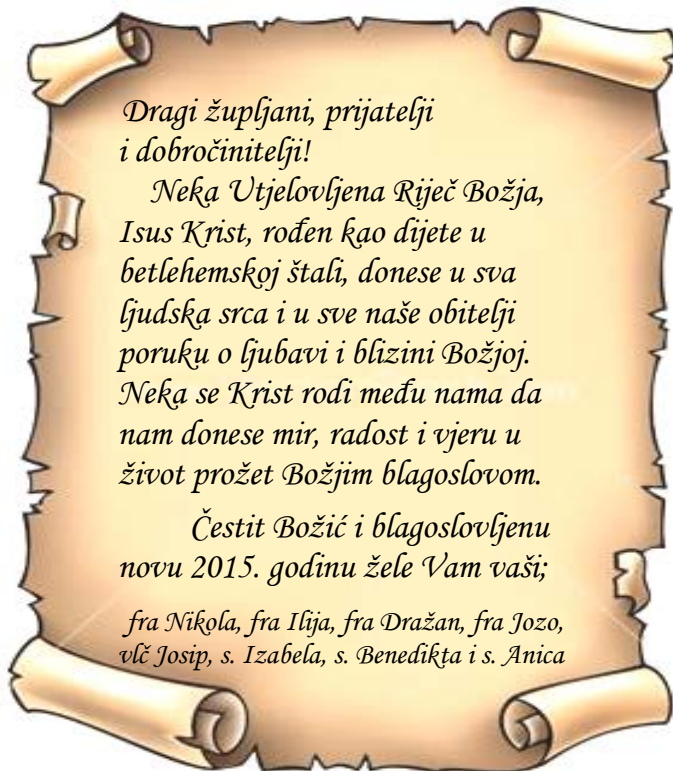 Dragi župljani, prijatelji
i dobročinitelji!
Neka Utjelovljena Riječ Božja,
Isus Krist, rođen kao dijete u
betlehemskoj štali, donese u sva
ljudska srca i u sve naše obitelji
poruku o ljubavi i blizini Božjoj.
Neka se Krist rodi među nama da
nam donese mir, radost i vjeru u
život prožet Božjim blagoslovom.
Čestit Božić i blagoslovljenu
novu 2015. godinu žele Vam vaši;
fra Nikola, fra Ilija, fra Dražan, fra Jozo,
vlč Josip, s. Izabela, s. Benedikta i s. Anica